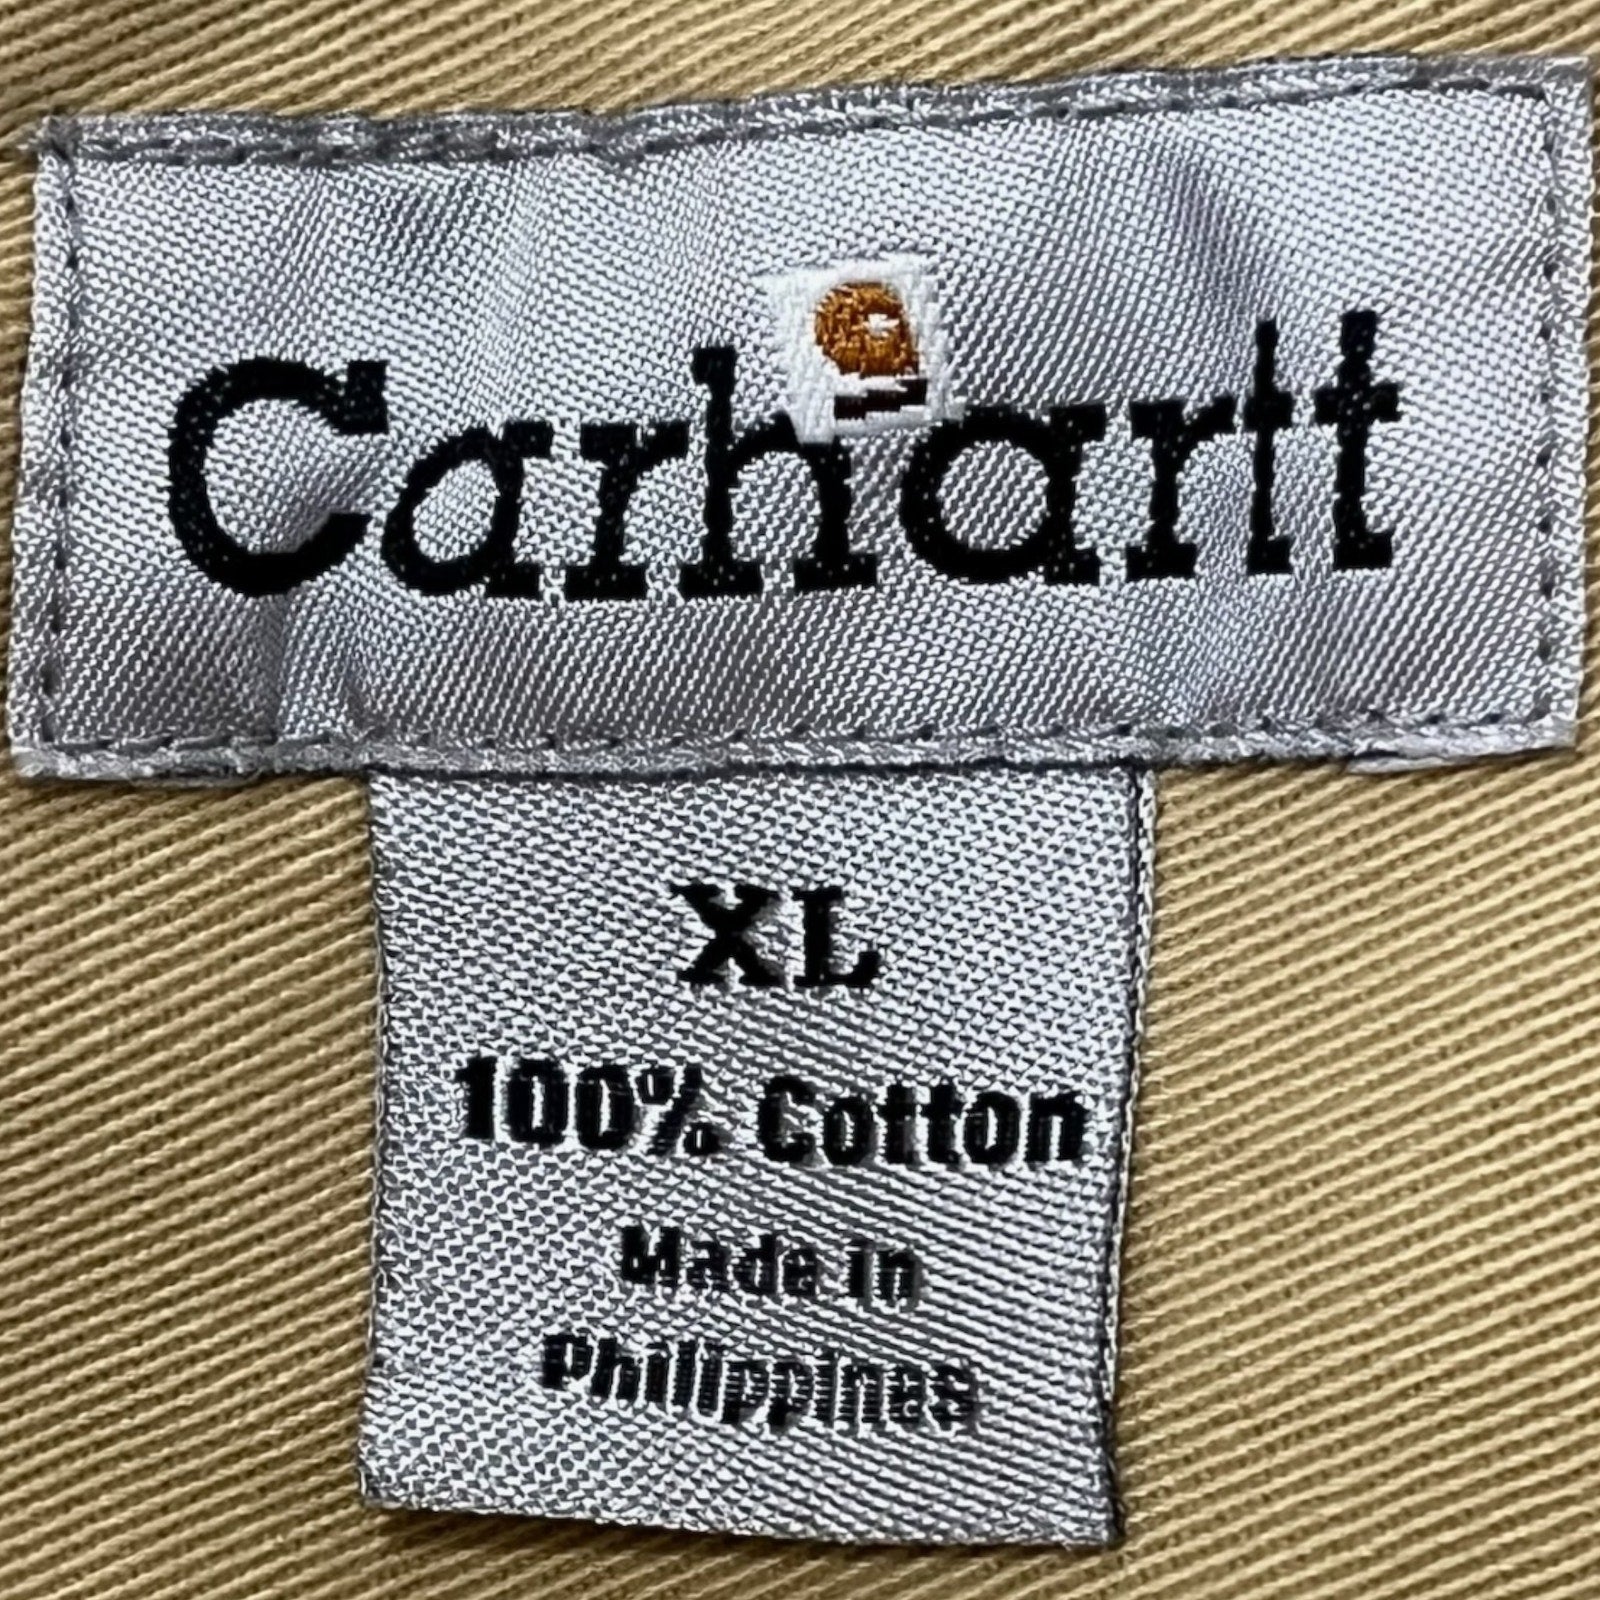 Carhartt
XL
100% Cotton
Made in
Philippines